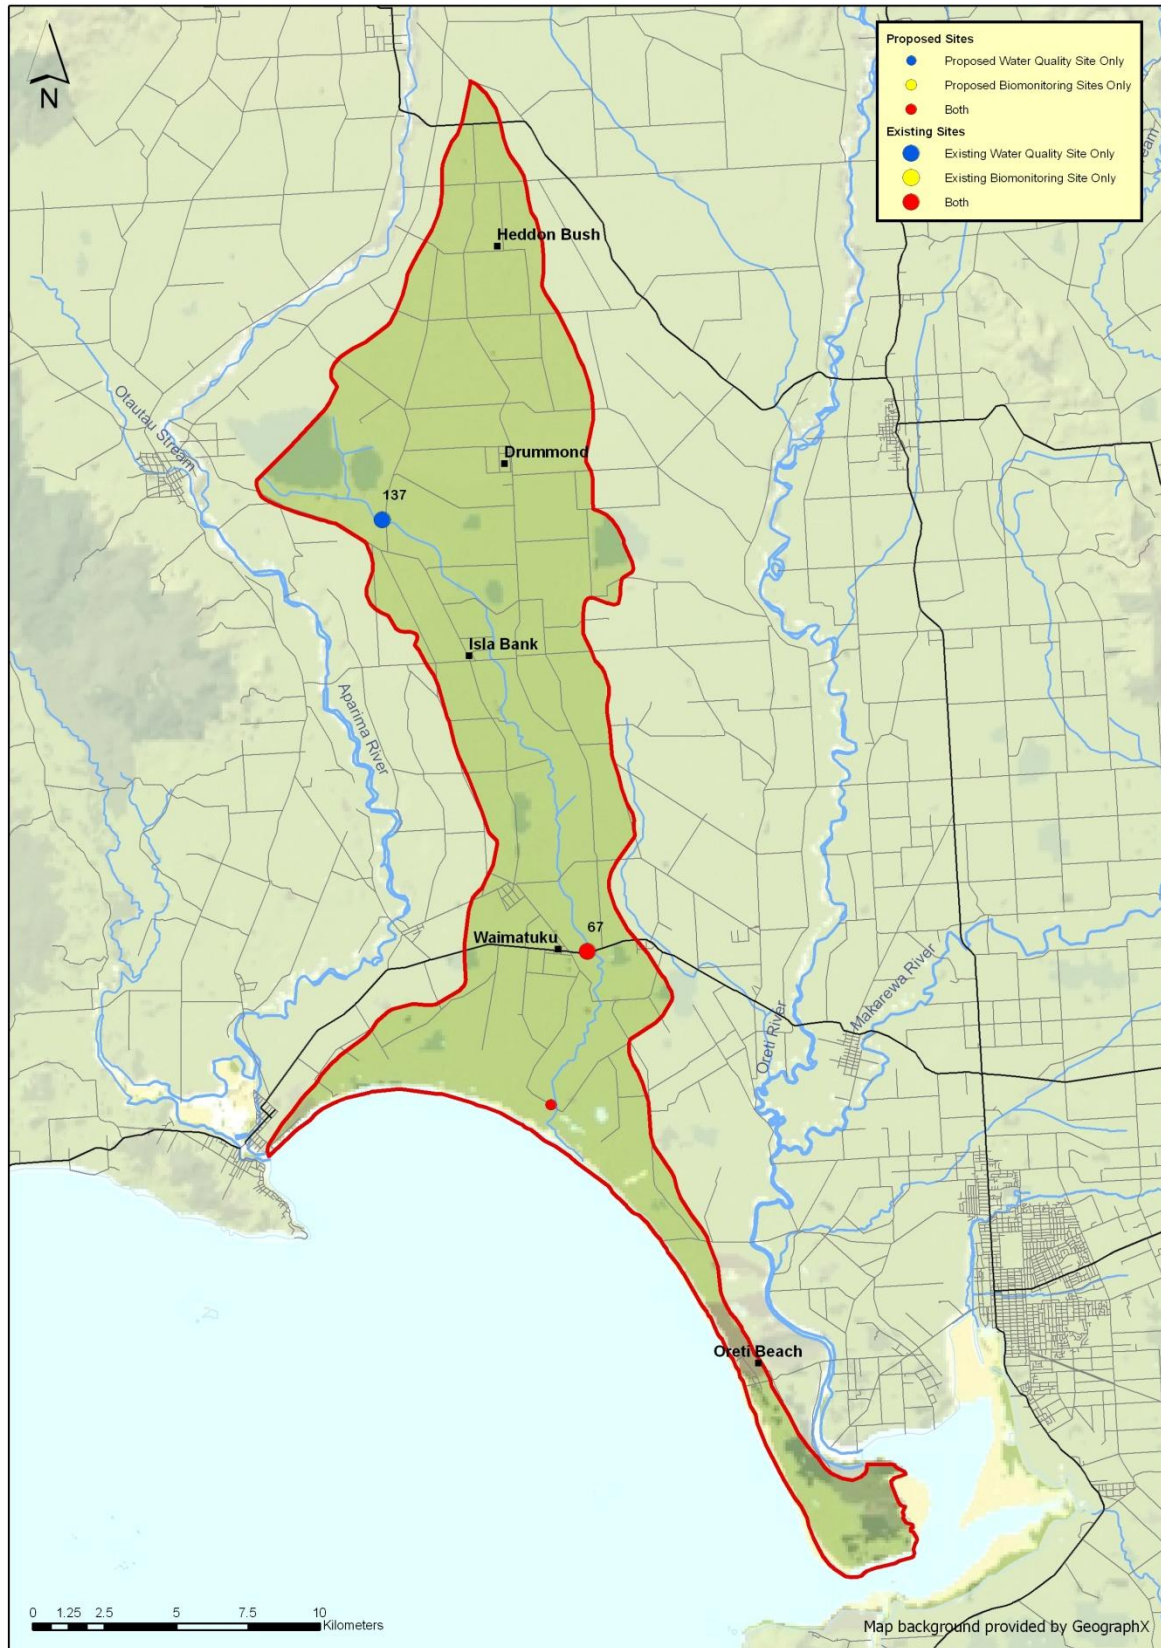 N
Proposed Sites
Proposed Water Quality Site Only
Proposed Biomonitoring Sites Only
Both
Existing Sites
Existing Water Quality Site Only
Existing Biomonitoring Site Only
Both
Heddon Bush
Otautau Stream
Drummond
137
Isla Bank
Aparima River
67
Waimatuku
Makarewa River
Oreti River
Oreti Beach
0 1.25 2.5 5 7.5 10
Kilometers
Map background provided by GeographX